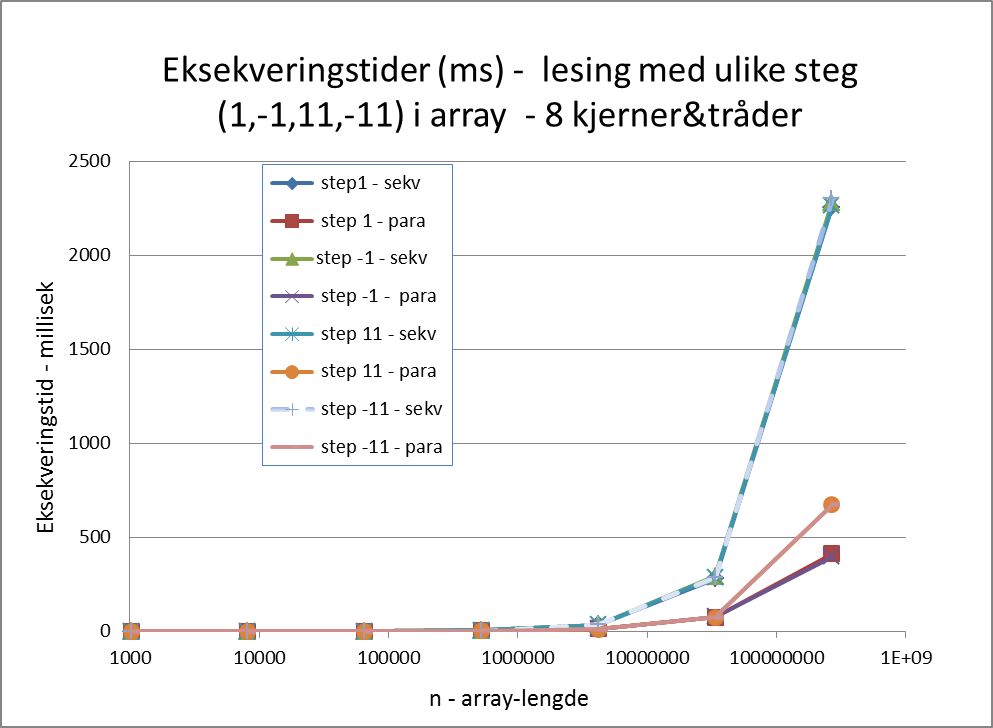 Eksekveringstider (ms) - lesing med ulike steg
(1,-1,11,-11) i array - 8 kjerner&tråder
Eksekveringstid - millisek
2500
2000
1500
1000
500
0
step1 - sekv
step 1 - para
step -1 - sekv
step -1 - para
step 11 - sekv
step 11 - para
step -11 - sekv
step -11 - para
1000
10000
100000
1000000
10000000
100000000
1E+09
n - array-lengde